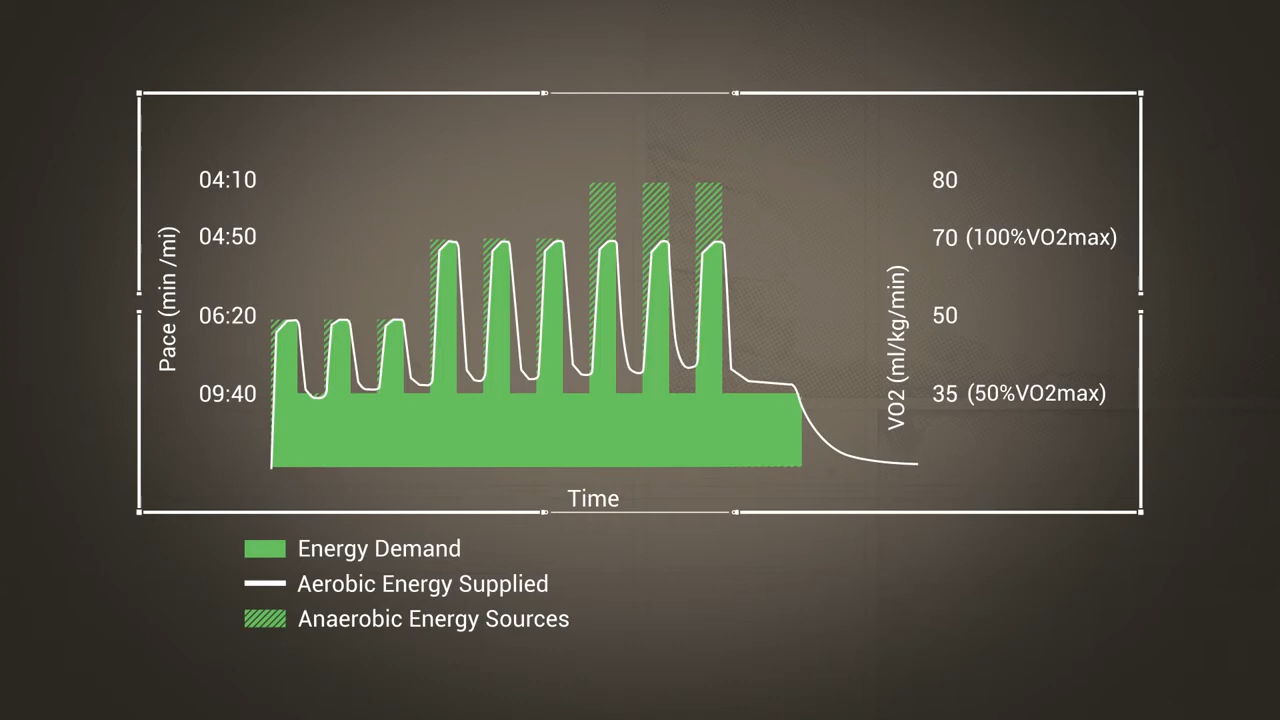 04:10
04:50
06:20
09:40
Pace (min /mi)
80
70 (100%VO2max)
50
35 (50%VO2max)
VO2 (ml/kg/min)
Time
Energy Demand
Aerobic Energy Supplied
Anaerobic Energy Sources